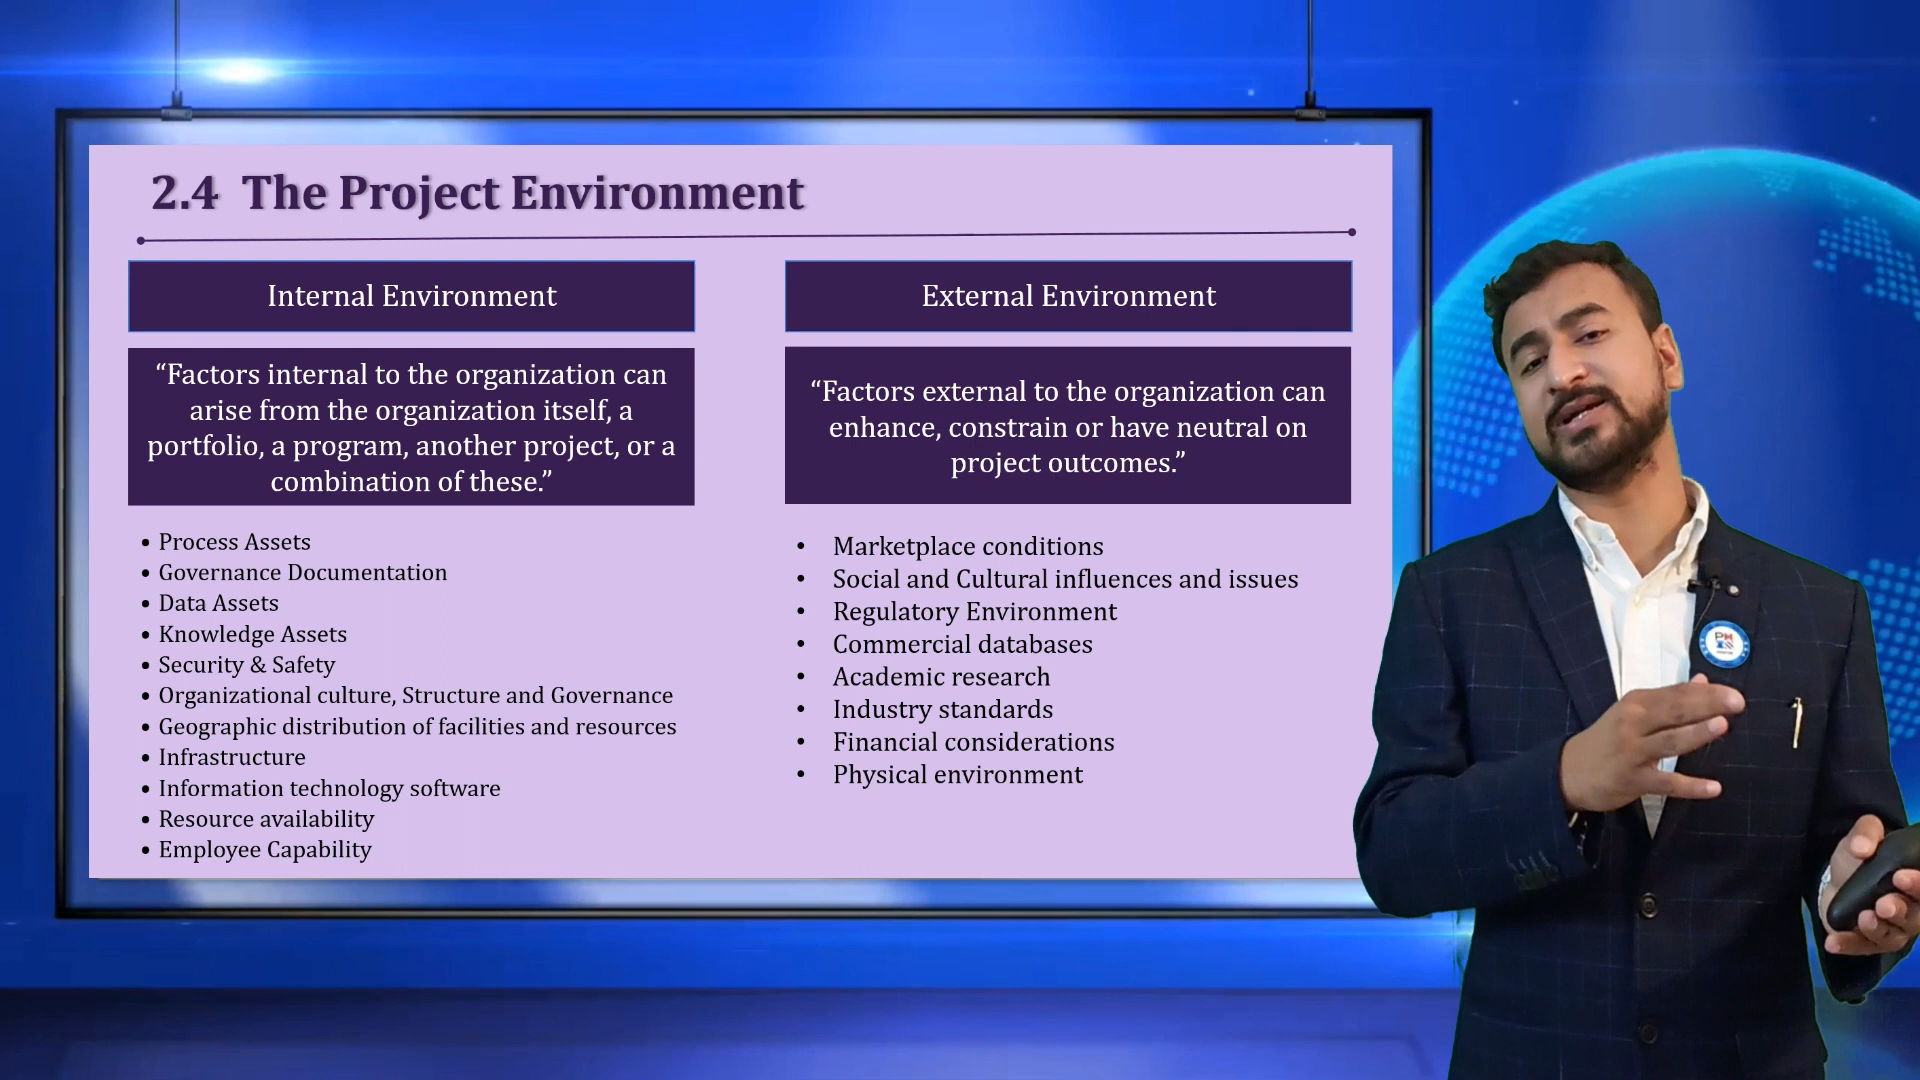 2.4 The Project Environment
Internal Environment
“Factors internal to the organization can
arise from the organization itself, a
portfolio, a program, another project, or a
combination of these.”
• Process Assets
• Governance Documentation
• Data Assets
• Knowledge Assets
• Security & Safety
• Organizational culture, Structure and Governance
• Geographic distribution of facilities and resources
• Infrastructure
• Information technology software
• Resource availability
• Employee Capability
External Environment
“Factors external to the organization can
enhance, constrain or have neutral on
project outcomes.”
• Marketplace conditions
• Social and Cultural influences and issues
• Regulatory Environment
• Commercial databases
• Academic research
• Industry standards
• Financial considerations
• Physical environment